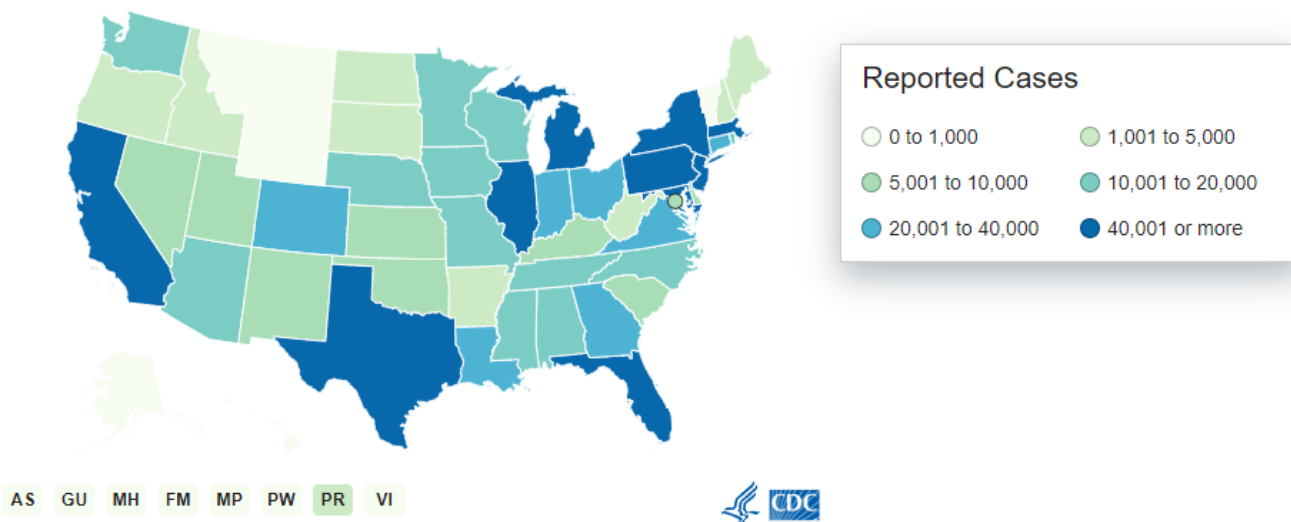 Reported Cases
0 to 1,000
1,001 to 5,000
5,001 to 10,000
10,001 to 20,000
20,001 to 40,000
40,001 or more
AS GU MH FM MP PW PR VI
CDC